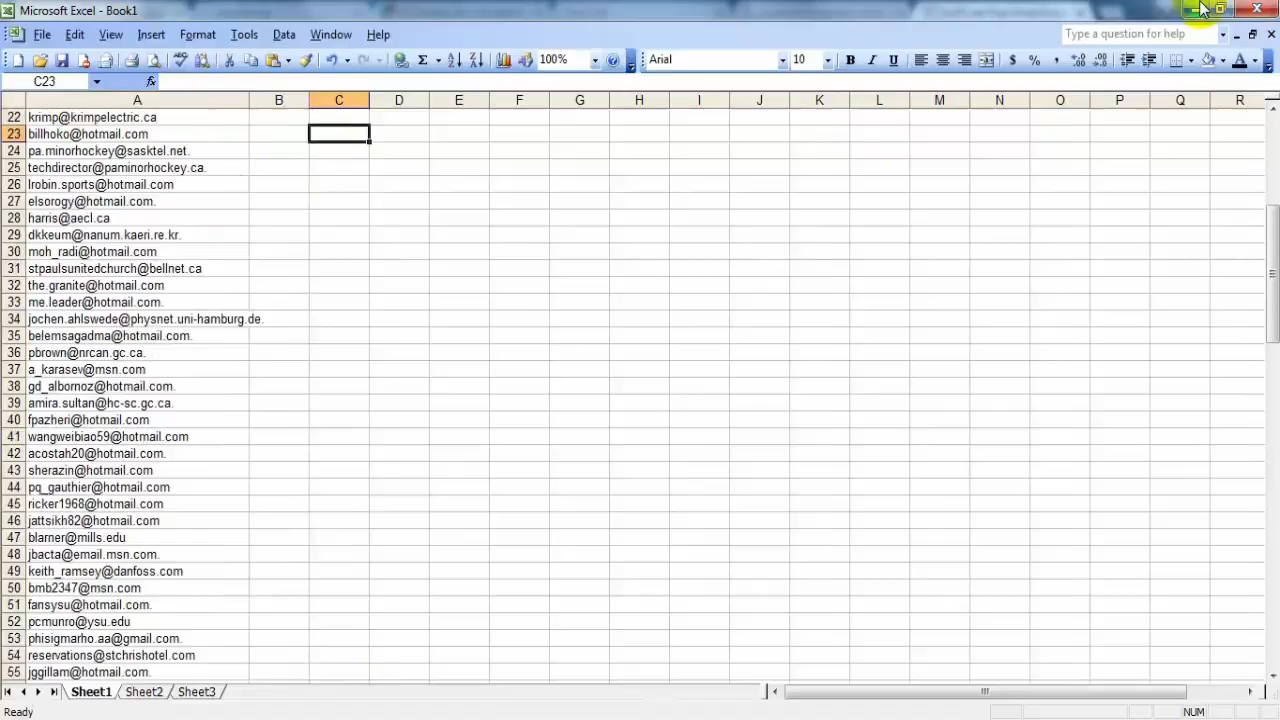 Microsoft Excel - Book1
File Edit View Insert Format Tools Data Window Help Type a question for help
100% Arial 10 B I U $ % ,
C23 fx
A B C D E F G H I J K L M N O P Q R
22 krimp@krimpelectric.ca
23 billhoko@hotmail.com
24 pa.minorhockey@sasktel.net.
25 techdirector@paminorhockey.ca.
26 lrobin.sports@hotmail.com
27 elsorogy@hotmail.com.
28 harris@aecl.ca
29 dkkeum@nanum.kaeri.re.kr.
30 moh_radi@hotmail.com
31 stpaulsunitedchurch@bellnet.ca
32 the.granite@hotmail.com
33 me.leader@hotmail.com.
34 jochen.ahlswede@physnet.uni-hamburg.de.
35 belemsagadma@hotmail.com.
36 pbrown@nrcan.gc.ca.
37 a_karasev@msn.com
38 gd_albornoz@hotmail.com.
39 amira.sultan@hc-sc.gc.ca.
40 fpazheri@hotmail.com
41 wangweibiao59@hotmail.com
42 acostah20@hotmail.com.
43 sherazin@hotmail.com
44 pq_gauthier@hotmail.com
45 ricker1968@hotmail.com
46 jattsikh82@hotmail.com
47 blarner@mills.edu
48 jbacta@email.msn.com.
49 keith_ramsey@danfoss.com
50 bmb2347@msn.com
51 fansysu@hotmail.com.
52 pcmunro@ysu.edu
53 phisigmarho.aa@gmail.com.
54 reservations@stchrishotel.com
55 jggillam@hotmail.com.
Sheet1 Sheet2 Sheet3
Ready NUM